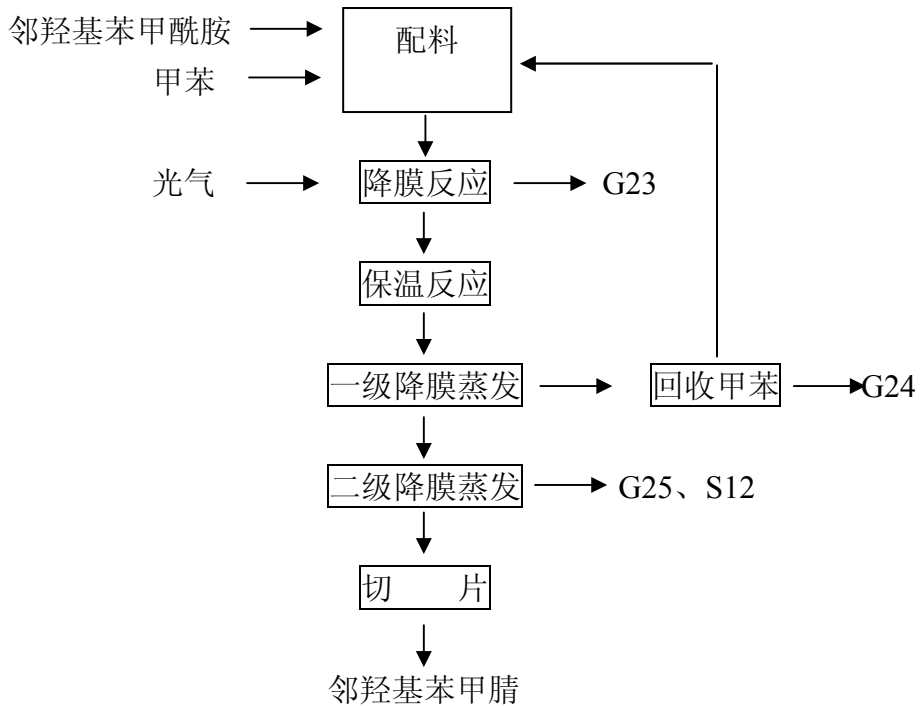 邻羟基苯甲酰胺
配料
甲苯
光气
降膜反应
G23
保温反应
一级降膜蒸发
回收甲苯
G24
二级降膜蒸发
G25、S12
切 片
邻羟基苯甲腈